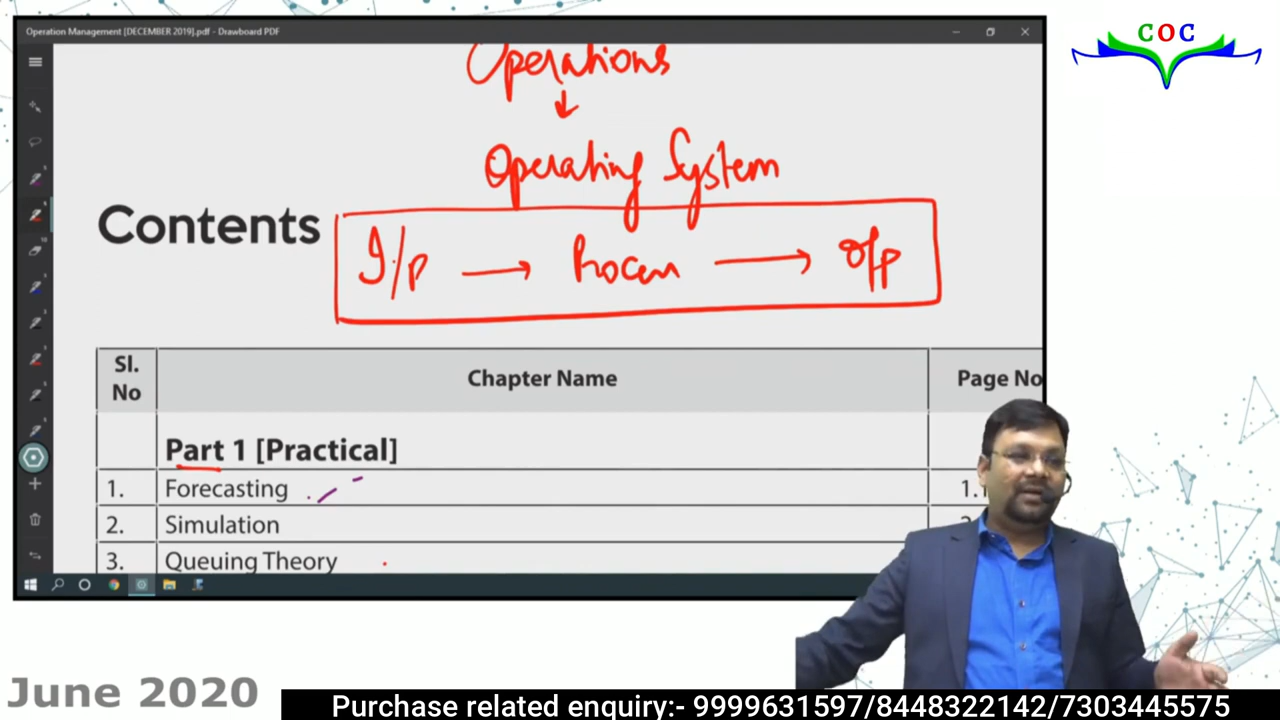 Operation Management [DECEMBER 2019].pdf - Drawboard PDF
COC
Operations
Operating System
Contents
I/p → Process → O/p
Sl. No Chapter Name Page No
Part 1 [Practical]
1. Forecasting
2. Simulation
3. Queuing Theory
June 2020
Purchase related enquiry:- 9999631597/8448322142/7303445575